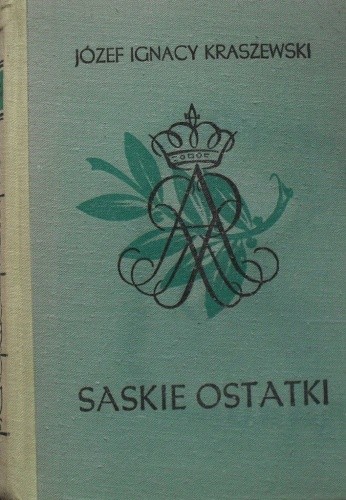 JÓZEF IGNACY KRASZEWSKI
SASKIE OSTATKI